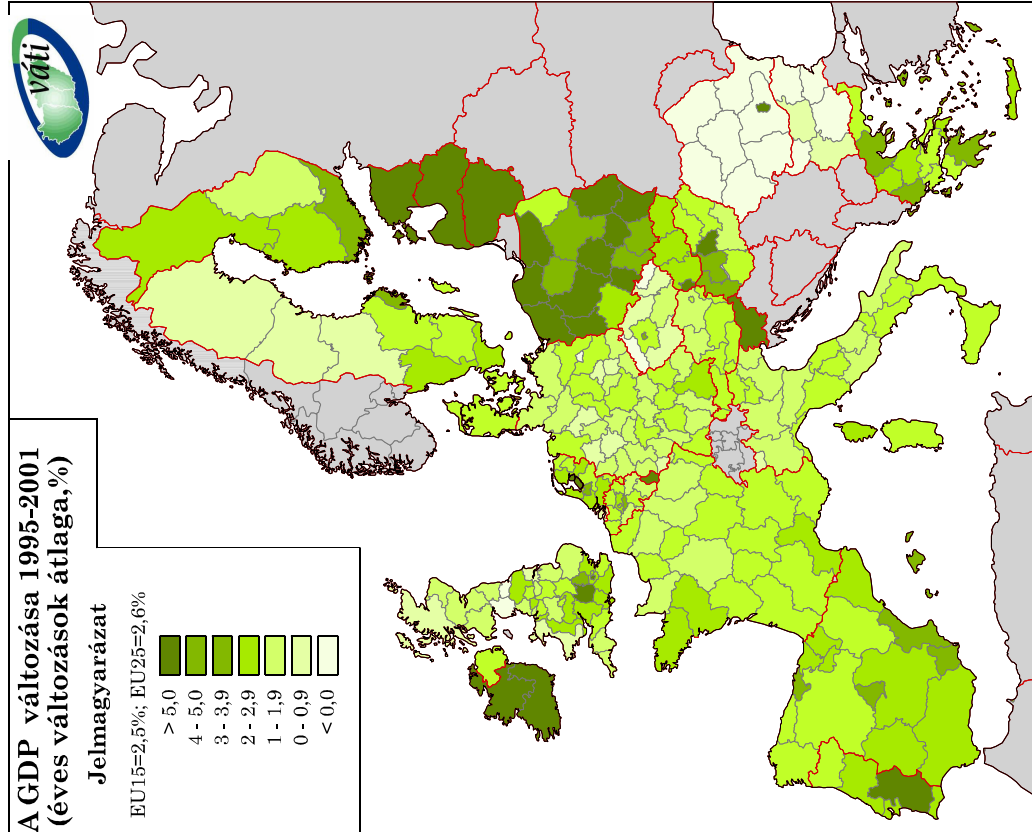 váti
A GDP változása 1995-2001
(éves változások átlaga,%)
Jelmagyarázat
EU15=2,5%; EU25=2,6%
> 5,0
4 - 5,0
3 - 3,9
2 - 2,9
1 - 1,9
0 - 0,9
< 0,0